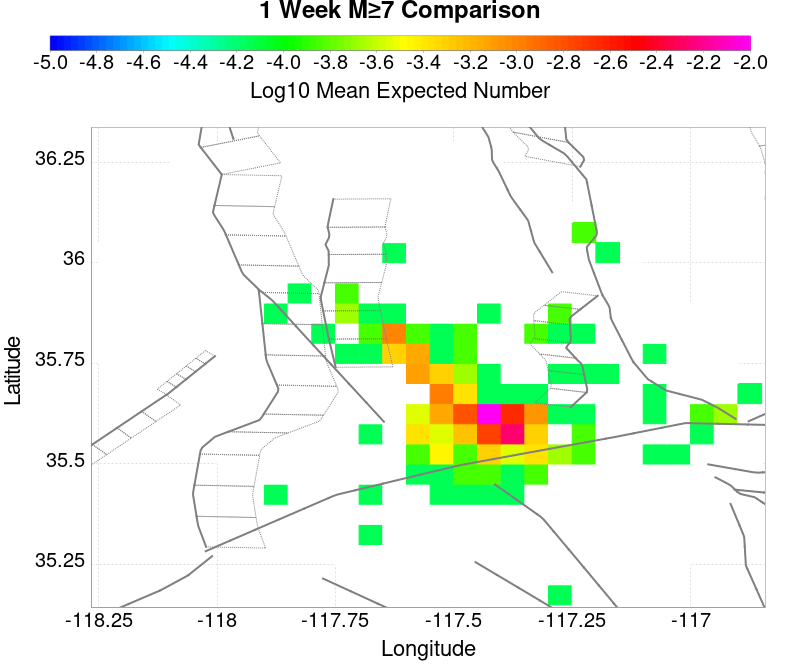 1 Week M≥7 Comparison
-5.0 -4.8 -4.6 -4.4 -4.2 -4.0 -3.8 -3.6 -3.4 -3.2 -3.0 -2.8 -2.6 -2.4 -2.2 -2.0
Log10 Mean Expected Number
36.25
36
35.75
35.5
35.25
Latitude
-118.25 -118 -117.75 -117.5 -117.25 -117
Longitude